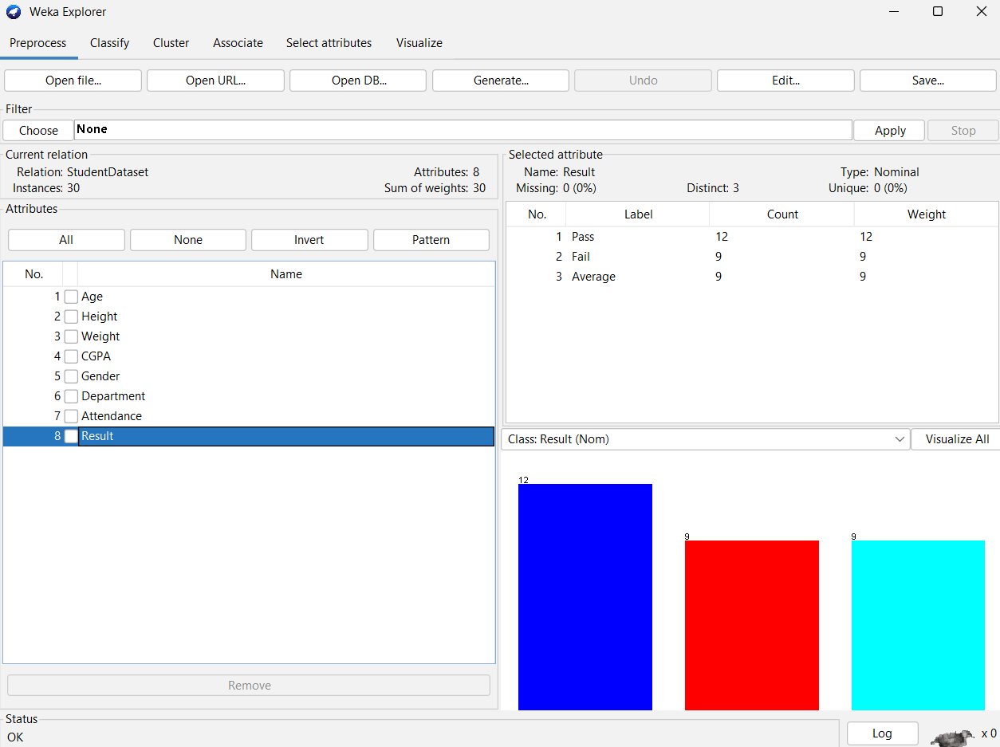 Weka Explorer
Preprocess Classify Cluster Associate Select attributes Visualize
Open file... Open URL... Open DB... Generate... Undo Edit... Save...
Filter
Choose None Apply Stop
Current relation
Relation: StudentDataset Attributes: 8
Instances: 30 Sum of weights: 30
Attributes
All None Invert Pattern
No. Name
1 Age
2 Height
3 Weight
4 CGPA
5 Gender
6 Department
7 Attendance
8 Result
Remove
Selected attribute
Name: Result Type: Nominal
Missing: 0 (0%) Distinct: 3 Unique: 0 (0%)
No. Label Count Weight
1 Pass 12 12
2 Fail 9 9
3 Average 9 9
Class: Result (Nom) Visualize All
12
9 9
Status
OK
Log x 0